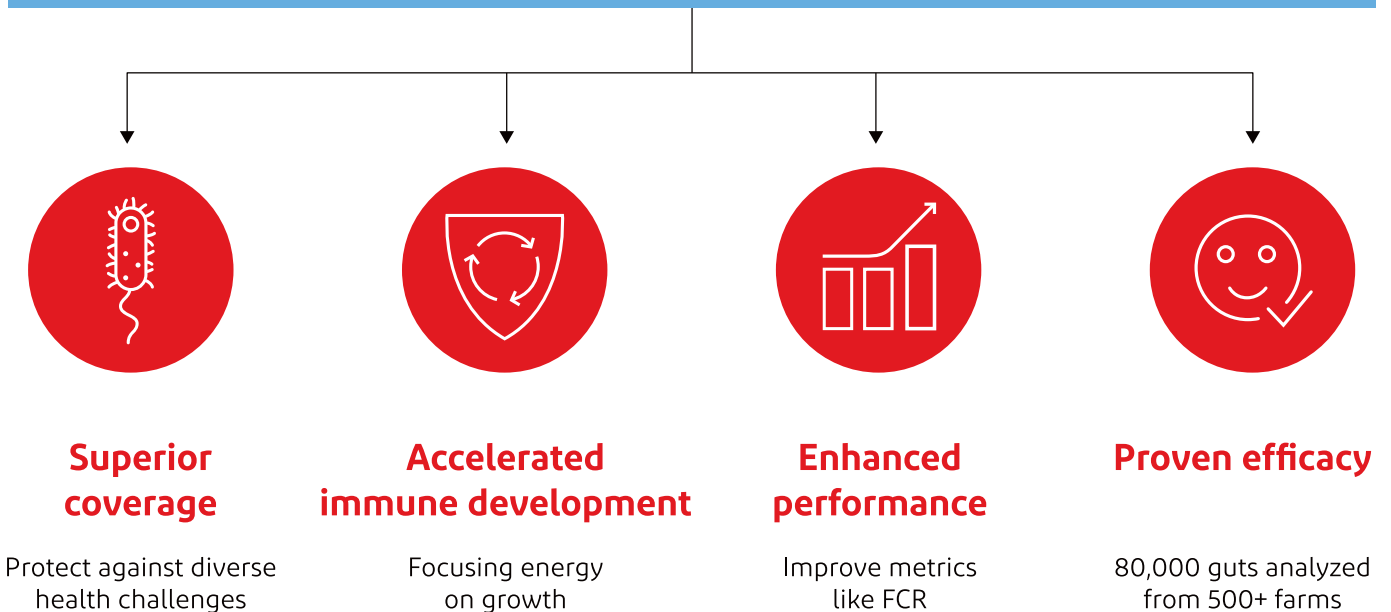 Superior
coverage
Protect against diverse
health challenges
Accelerated
immune development
Focusing energy
on growth
Enhanced
performance
Improve metrics
like FCR
Proven efficacy
80,000 guts analyzed
from 500+ farms